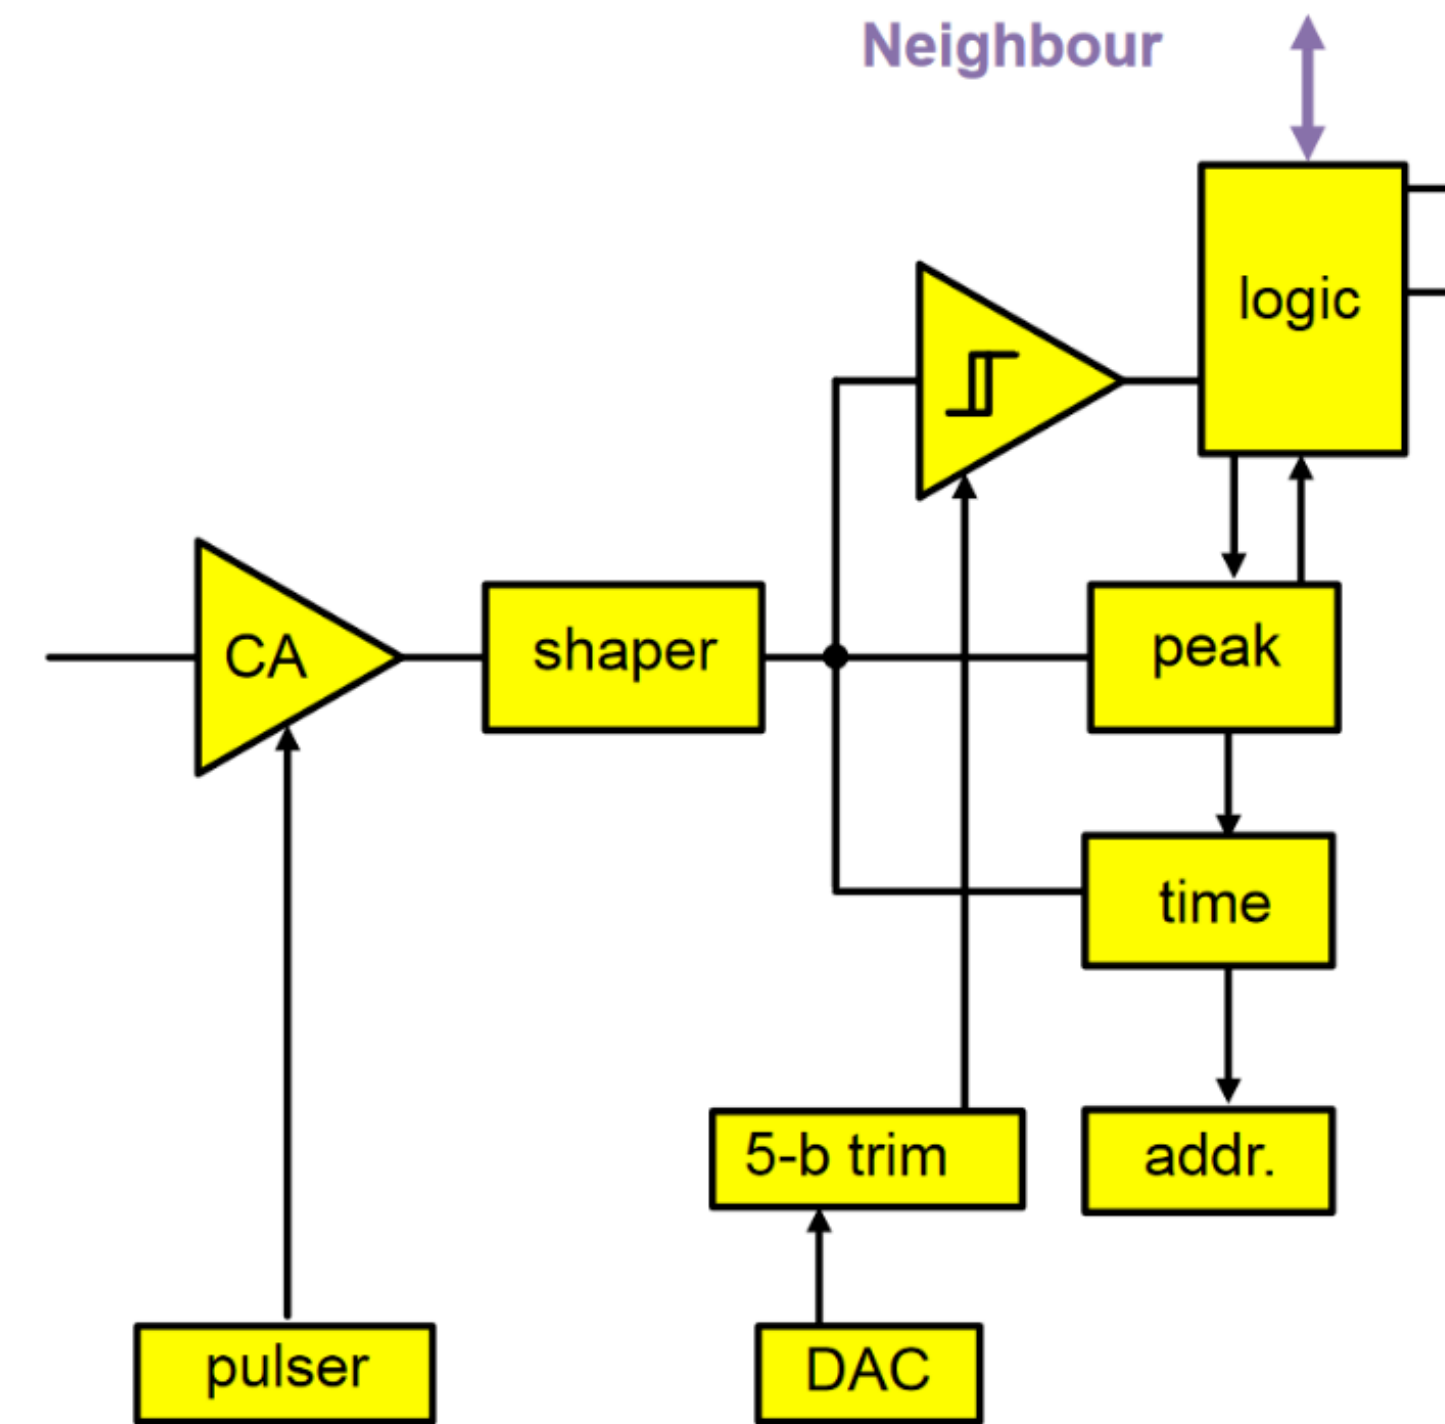 Neighbour
logic
CA
shaper
peak
time
5-b trim
addr.
pulser
DAC